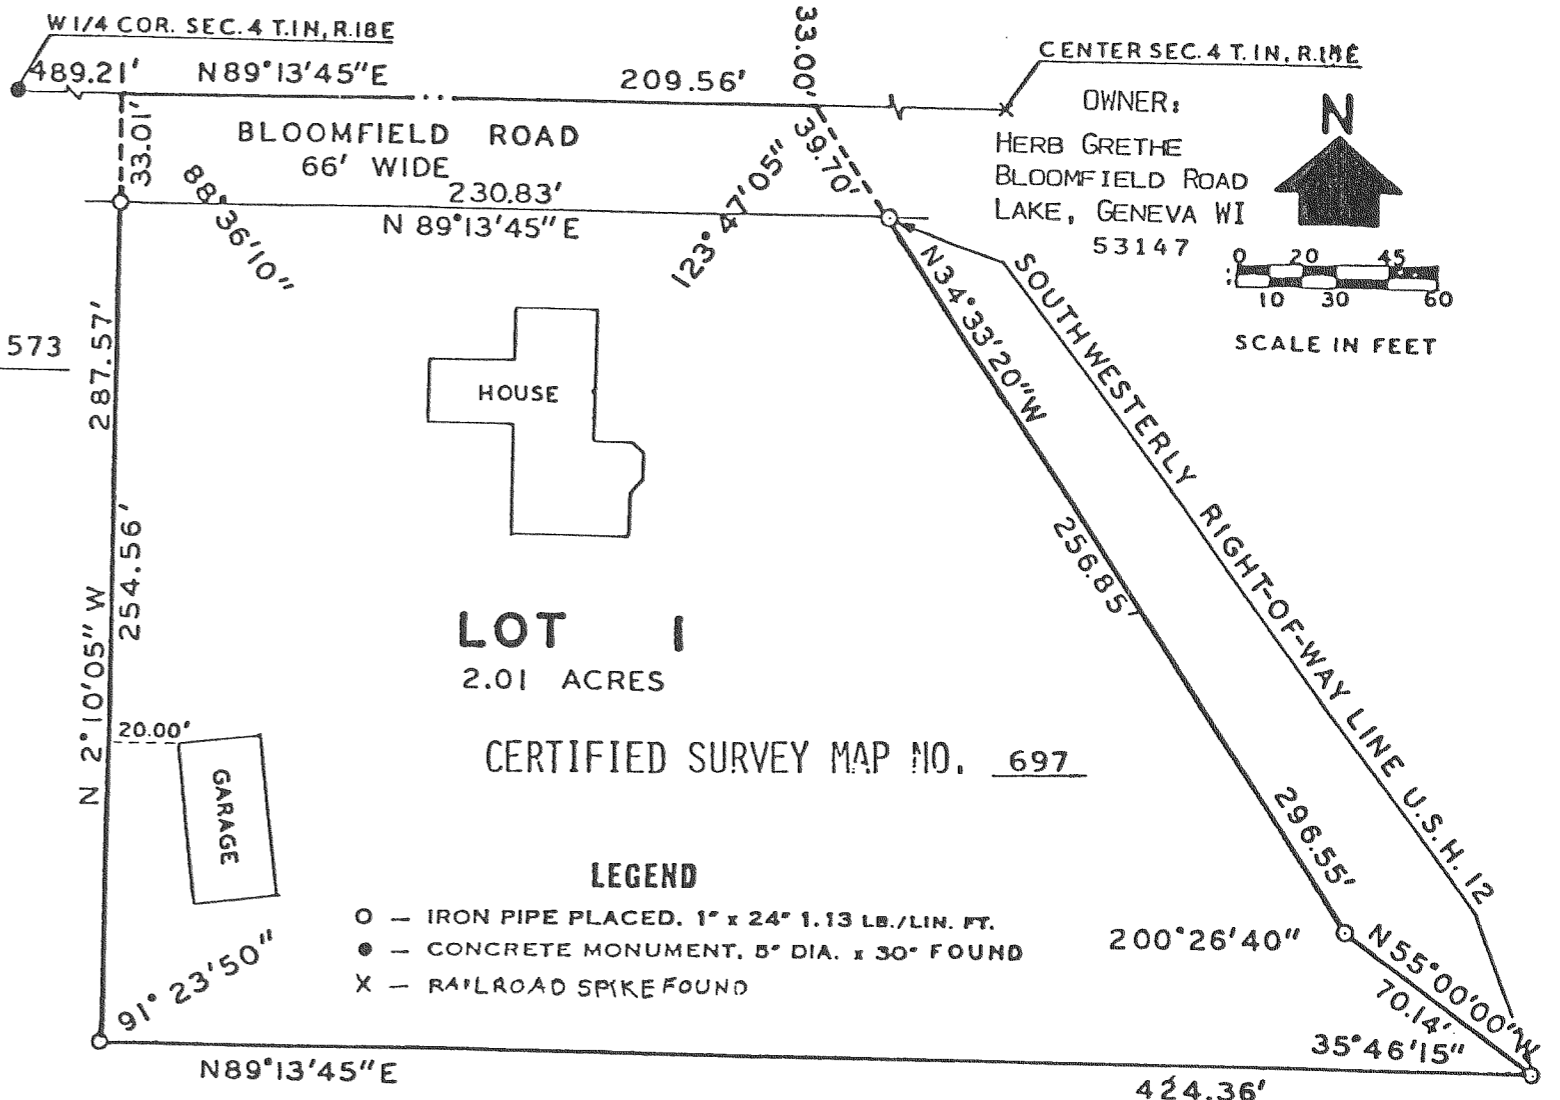 W 1/4 COR. SEC. 4 T.1N, R.18E
489.21'
N89°13'45"E
209.56'
33.00'
CENTER SEC. 4 T.1N, R.18E
33.01'
BLOOMFIELD ROAD
66' WIDE
39.70'
OWNER:
HERB GRETHE
BLOOMFIELD ROAD
LAKE, GENEVA WI
53147
N
88°36'10"
230.83'
N 89°13'45"E
123°47'05"
0 20 45
10 30 60
SCALE IN FEET
573
287.57'
HOUSE
N34°33'20"W
SOUTHWESTERLY RIGHT-OF-WAY LINE U.S.H. 12
254.56'
256.85'
N 2°10'05" W
LOT 1
2.01 ACRES
20.00'
GARAGE
CERTIFIED SURVEY MAP NO. 697
296.55'
LEGEND
O – IRON PIPE PLACED. 1" x 24" 1.13 LB./LIN. FT.
● – CONCRETE MONUMENT. 5" DIA. x 30" FOUND
X – RAILROAD SPIKE FOUND
200°26'40"
N55°00'00"W
70.14'
91° 23'50"
35°46'15"
N89°13'45"E
424.36'